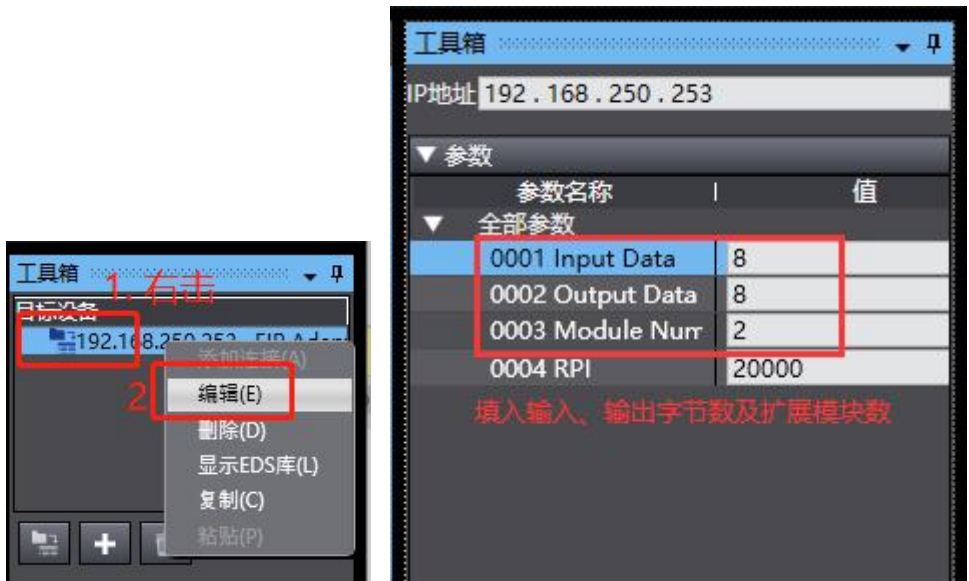 工具箱
1. 右击
目标设备
192.168.250.253
添加连接(A)
2 编辑(E)
删除(D)
显示EDS库(L)
复制(C)
粘贴(P)
工具箱
IP地址 192 . 168 . 250 . 253
参数
参数名称 值
全部参数
0001 Input Data 8
0002 Output Data 8
0003 Module Num 2
0004 RPI 20000
填入输入、输出字节数及扩展模块数